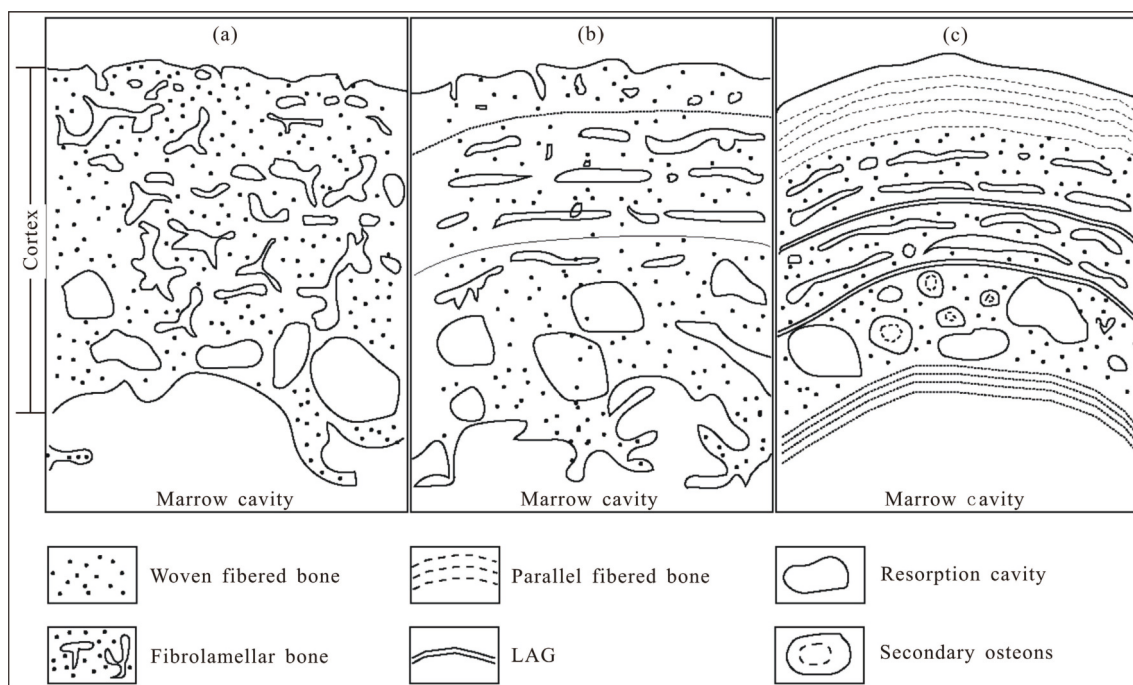 (a)
(b)
(c)
Cortex
Marrow cavity
Marrow cavity
Marrow cavity
Woven fibered bone
Parallel fibered bone
Resorption cavity
Fibrolamellar bone
LAG
Secondary osteons